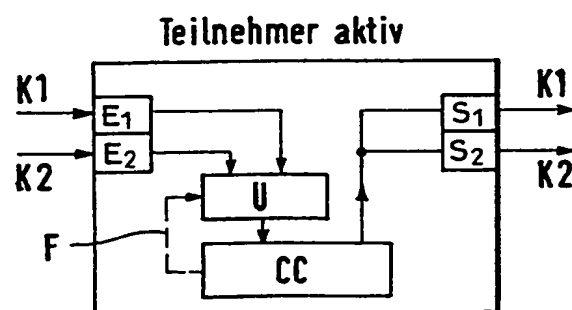 Teilnehmer aktiv
K1
E1
S1
K1
K2
E2
S2
K2
U
F
CC